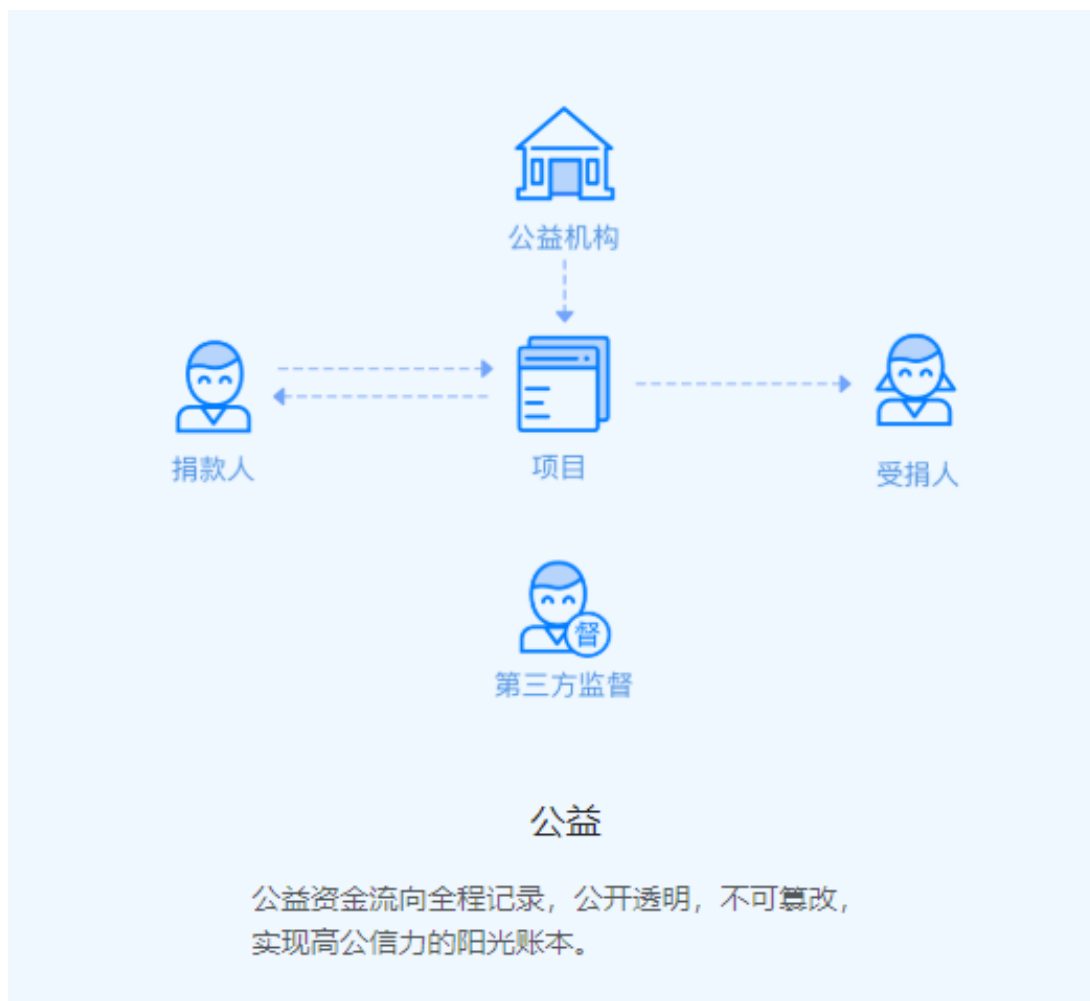 公益机构
捐款人
项目
受捐人
督
第三方监督
公益
公益资金流向全程记录，公开透明，不可篡改，
实现高公信力的阳光账本。